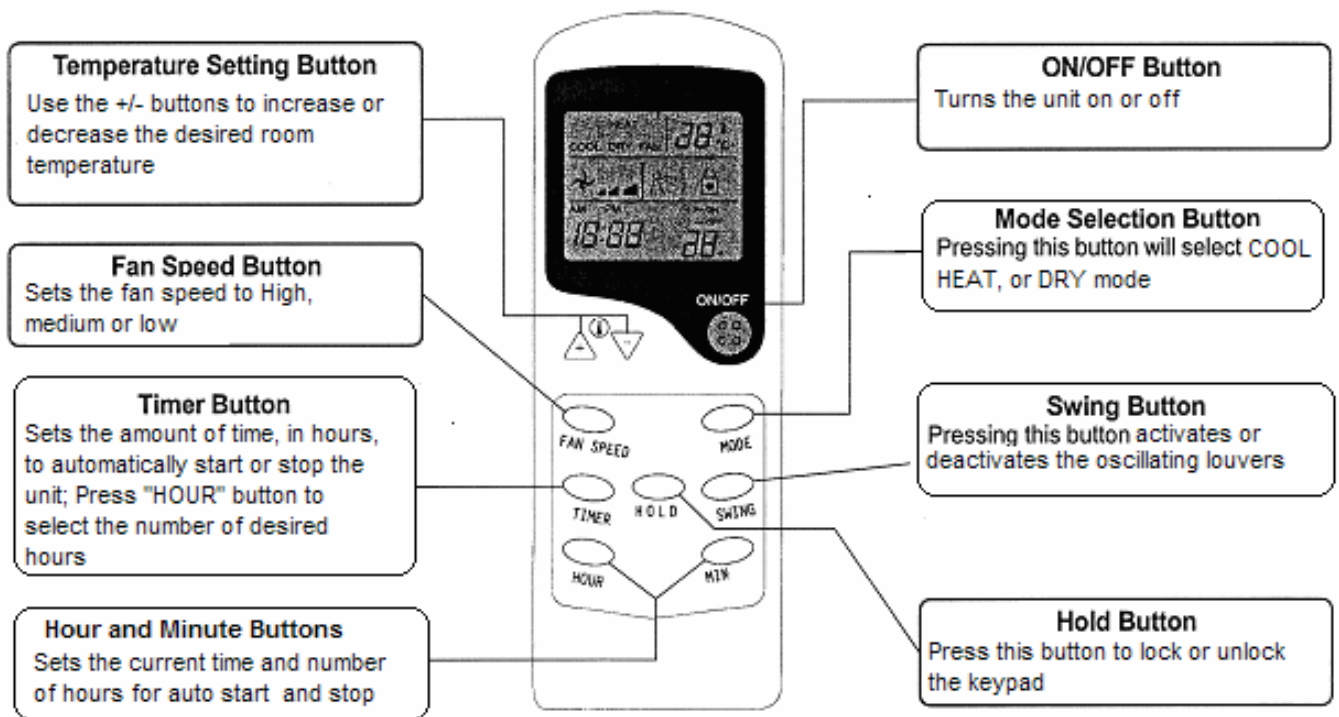 Temperature Setting Button
Use the +/- buttons to increase or
decrease the desired room
temperature
Fan Speed Button
Sets the fan speed to High,
medium or low
Timer Button
Sets the amount of time, in hours,
to automatically start or stop the
unit; Press "HOUR" button to
select the number of desired
hours
Hour and Minute Buttons
Sets the current time and number
of hours for auto start and stop
HEAT
COOL DRY FAN
AM PM
18:88
ON/OFF
+ -
FAN SPEED
MODE
TIMER
HOLD
SWING
HOUR
MIN
ON/OFF Button
Turns the unit on or off
Mode Selection Button
Pressing this button will select COOL
HEAT, or DRY mode
Swing Button
Pressing this button activates or
deactivates the oscillating louvers
Hold Button
Press this button to lock or unlock
the keypad